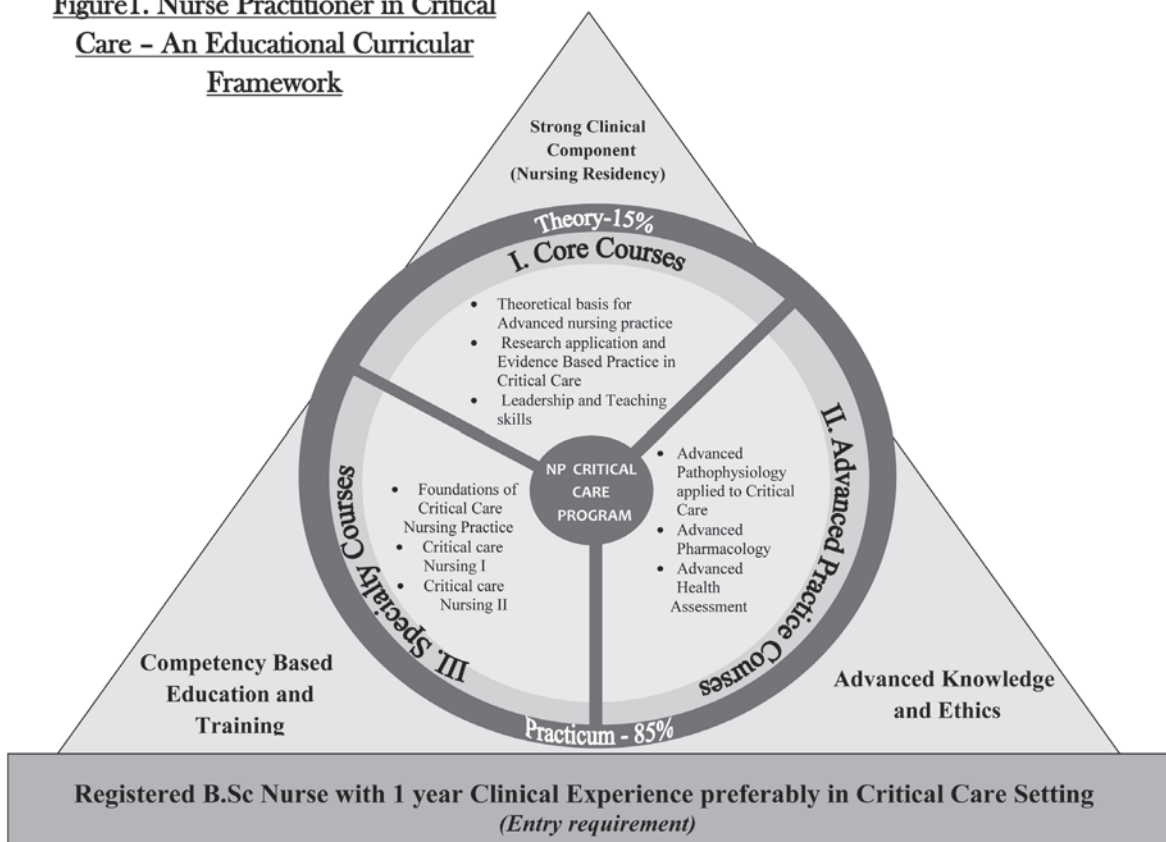 Figure1. Nurse Practitioner in Critical
Care – An Educational Curricular
Framework
Strong Clinical
Component
(Nursing Residency)
Theory-15%
I. Core Courses
• Theoretical basis for
Advanced nursing practice
• Research application and
Evidence Based Practice in
Critical Care
• Leadership and Teaching
skills
II. Advanced Practice Courses
• Advanced
Pathophysiology
applied to Critical
Care
• Advanced
Pharmacology
• Advanced
Health
Assessment
NP CRITICAL
CARE
PROGRAM
III. Specialty Courses
• Foundations of
Critical Care
Nursing Practice
• Critical care
Nursing I
• Critical care
Nursing II
Practicum - 85%
Competency Based
Education and
Training
Advanced Knowledge
and Ethics
Registered B.Sc Nurse with 1 year Clinical Experience preferably in Critical Care Setting
(Entry requirement)